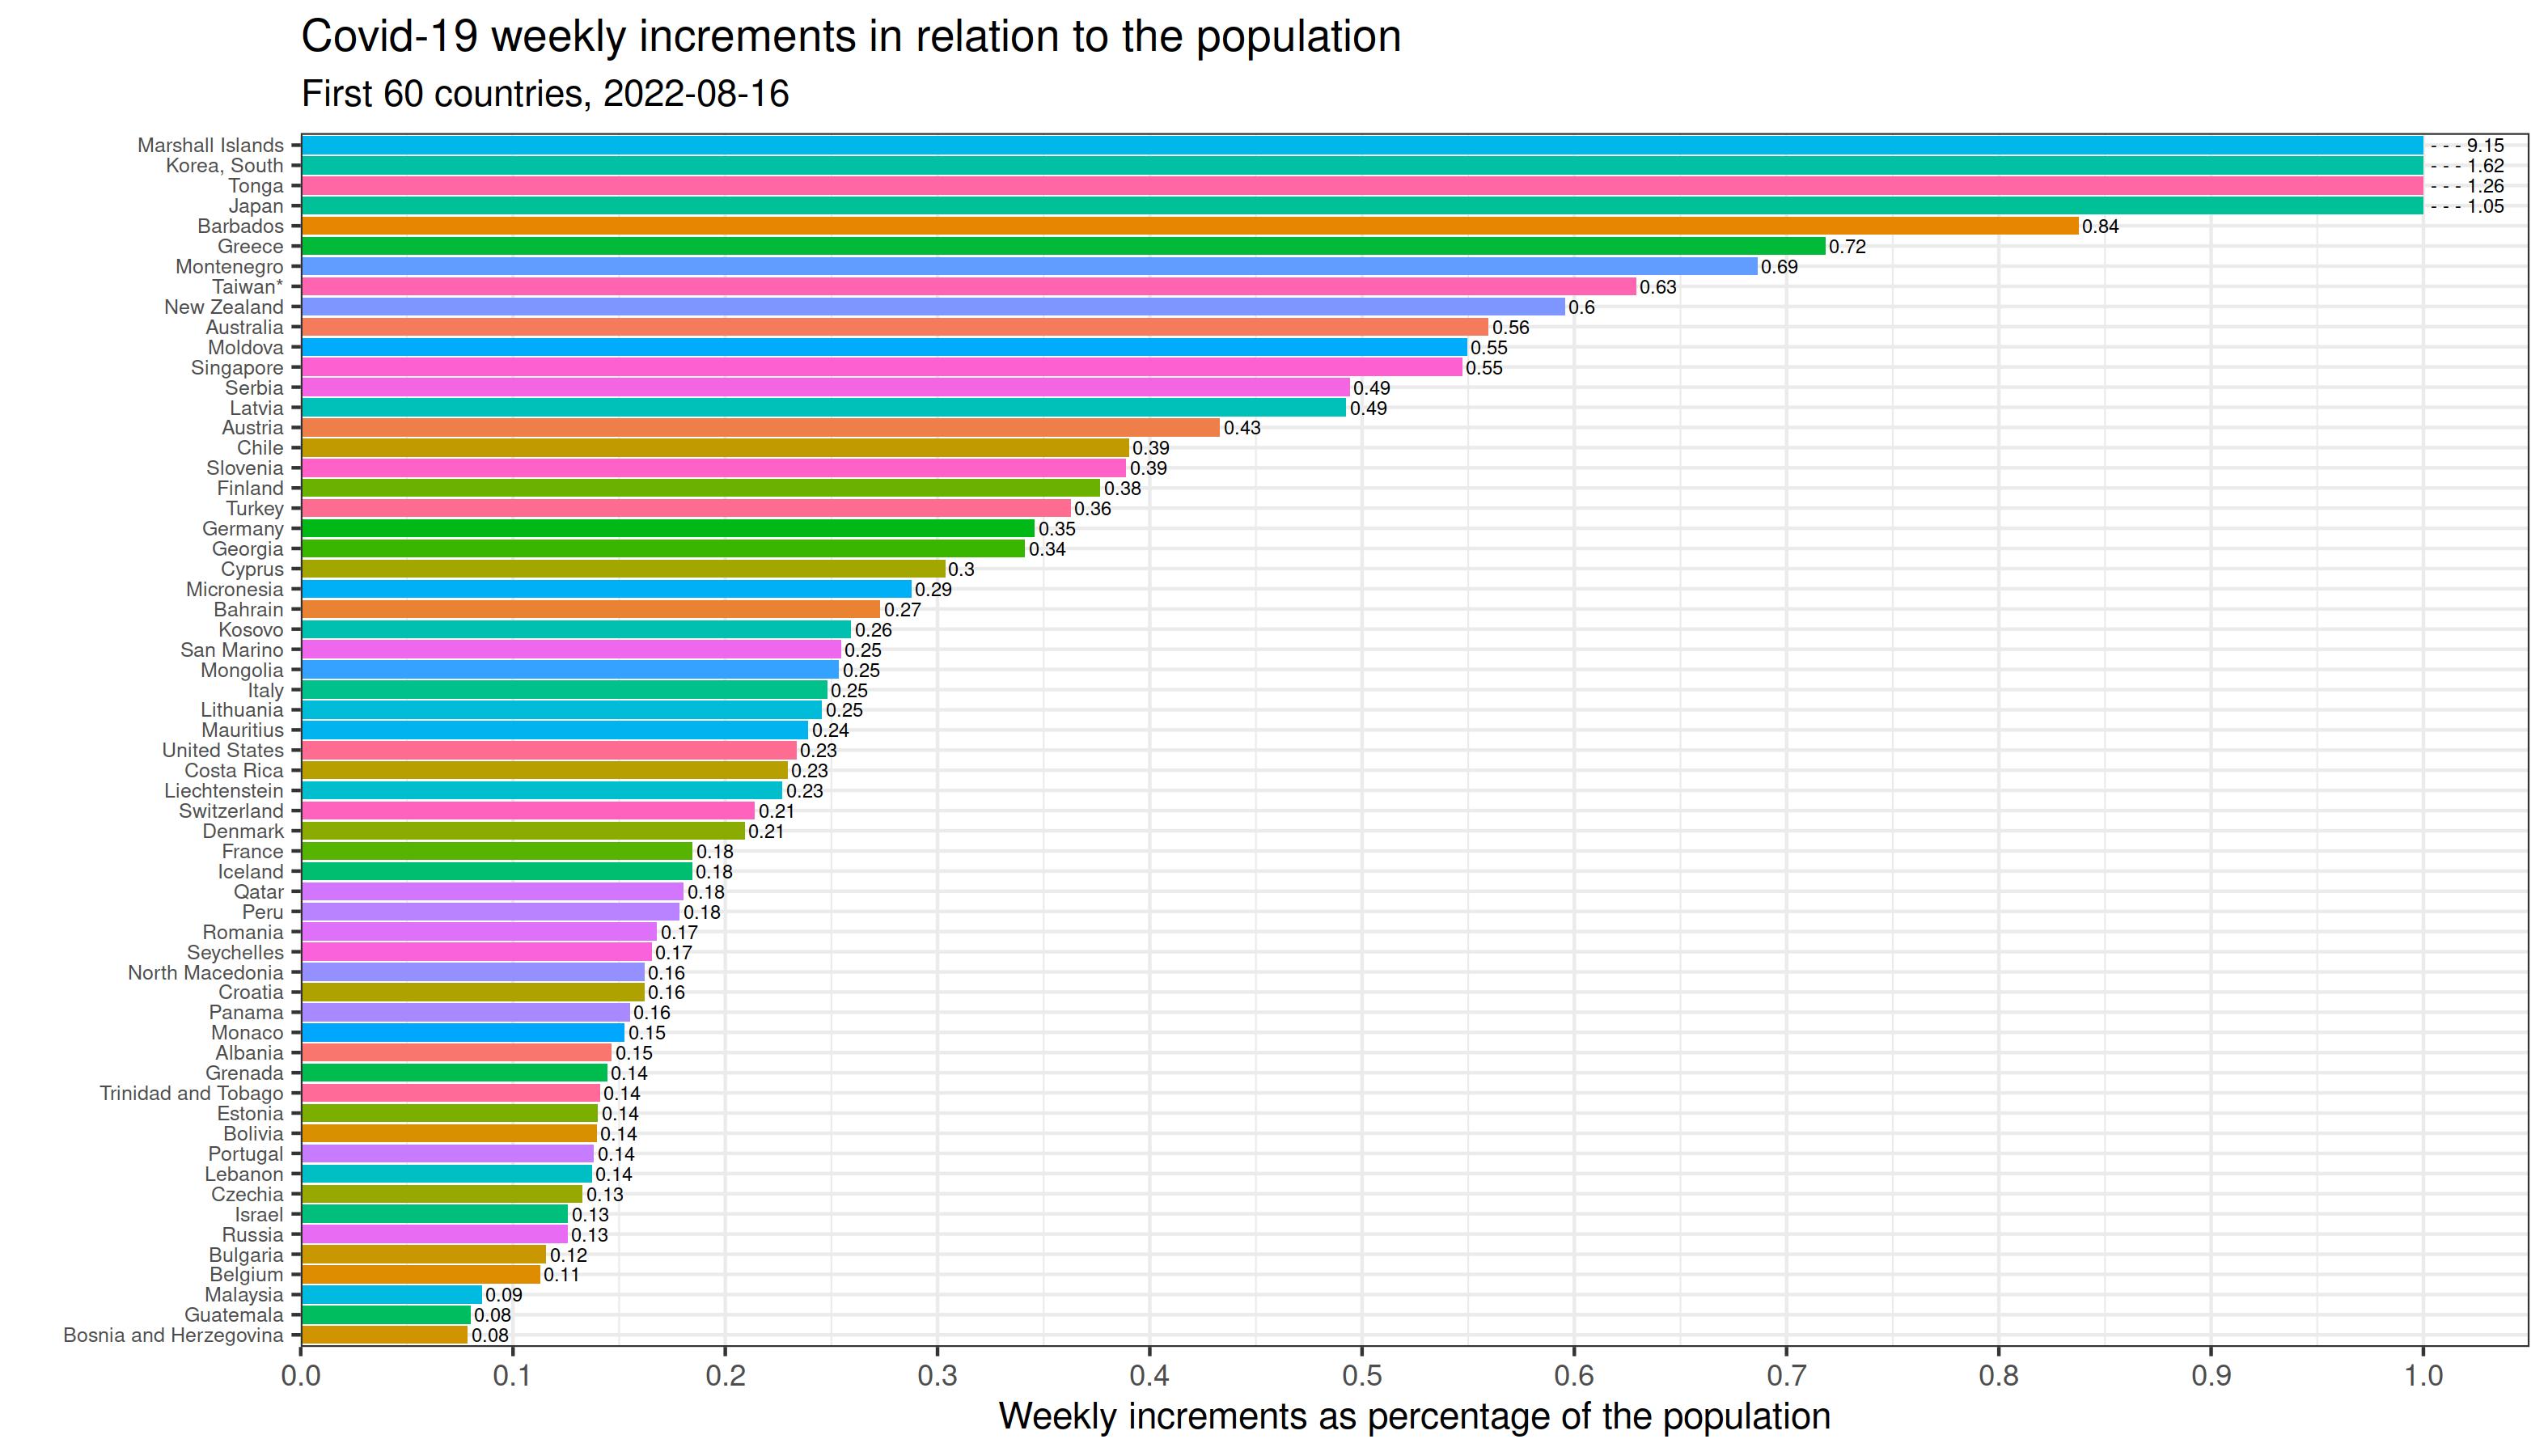 Covid-19 weekly increments in relation to the population
First 60 countries, 2022-08-16
Marshall Islands - - - 9.15
Korea, South - - - 1.62
Tonga - - - 1.26
Japan - - - 1.05
Barbados 0.84
Greece 0.72
Montenegro 0.69
Taiwan* 0.63
New Zealand 0.6
Australia 0.56
Moldova 0.55
Singapore 0.55
Serbia 0.49
Latvia 0.49
Austria 0.43
Chile 0.39
Slovenia 0.39
Finland 0.38
Turkey 0.36
Germany 0.35
Georgia 0.34
Cyprus 0.3
Micronesia 0.29
Bahrain 0.27
Kosovo 0.26
San Marino 0.25
Mongolia 0.25
Italy 0.25
Lithuania 0.25
Mauritius 0.24
United States 0.23
Costa Rica 0.23
Liechtenstein 0.23
Switzerland 0.21
Denmark 0.21
France 0.18
Iceland 0.18
Qatar 0.18
Peru 0.18
Romania 0.17
Seychelles 0.17
North Macedonia 0.16
Croatia 0.16
Panama 0.16
Monaco 0.15
Albania 0.15
Grenada 0.14
Trinidad and Tobago 0.14
Estonia 0.14
Bolivia 0.14
Portugal 0.14
Lebanon 0.14
Czechia 0.13
Israel 0.13
Russia 0.13
Bulgaria 0.12
Belgium 0.11
Malaysia 0.09
Guatemala 0.08
Bosnia and Herzegovina 0.08
0.0 0.1 0.2 0.3 0.4 0.5 0.6 0.7 0.8 0.9 1.0
Weekly increments as percentage of the population